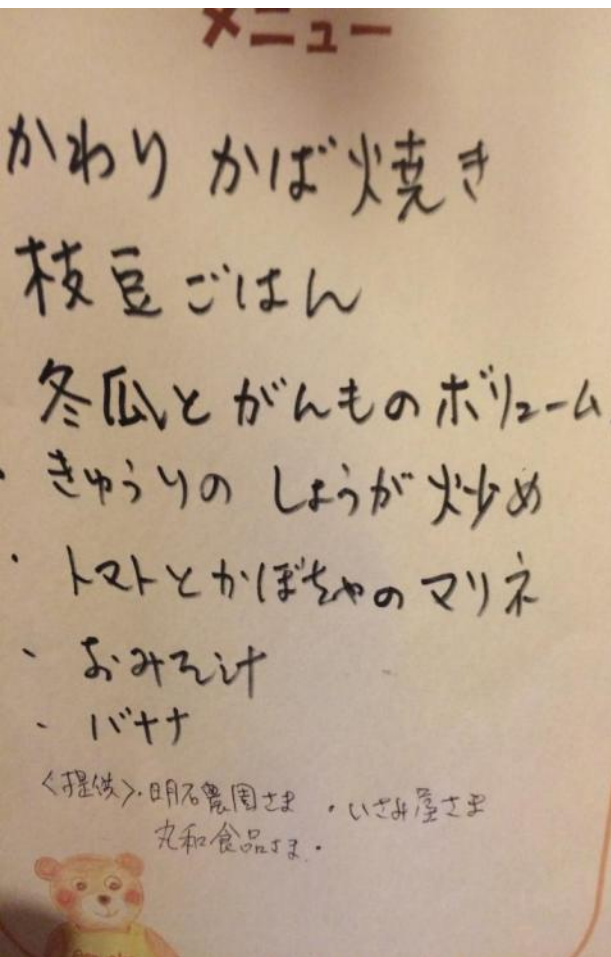 メニュー
かわり かば焼き
枝豆ごはん
冬瓜とがんものボリューム
・きゅうりの しょうが炒め
・トマトとかぼちゃのマリネ
・おみそ汁
・バナナ
<提供>・明石農園さま ・いさみ屋さま
丸和食品さま・